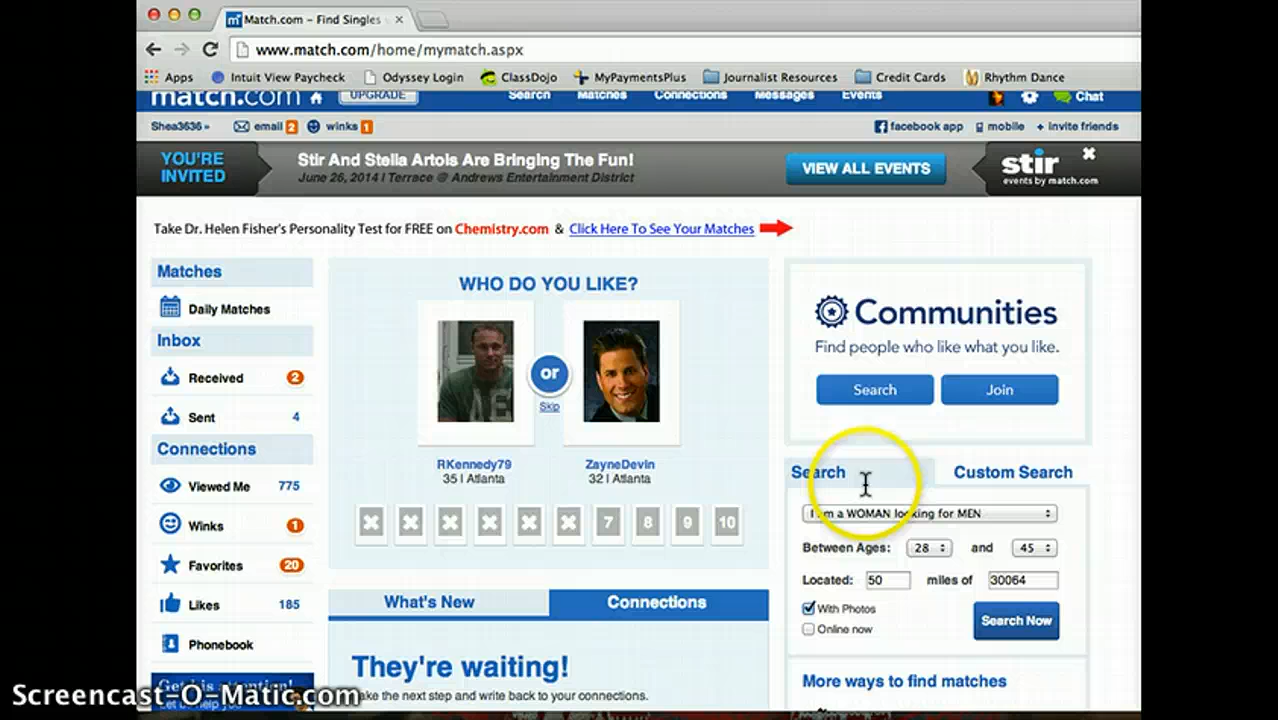 Match.com – Find Singles
www.match.com/home/mymatch.aspx
Apps Intuit View Paycheck Odyssey Login ClassDojo MyPaymentsPlus Journalist Resources Credit Cards Rhythm Dance
match.com UPGRADE Search Matches Connections Messages Events Chat
Shea3636 » email 2 winks 1 facebook app mobile + invite friends
YOU'RE INVITED
Stir And Stella Artois Are Bringing The Fun!
June 26, 2014 | Terrace @ Andrews Entertainment District
VIEW ALL EVENTS
stir
events by match.com
Take Dr. Helen Fisher's Personality Test for FREE on Chemistry.com & Click Here To See Your Matches
Matches
Daily Matches
Inbox
Received 2
Sent 4
Connections
Viewed Me 775
Winks 1
Favorites 20
Likes 185
Phonebook
Get his attention!
WHO DO YOU LIKE?
or
Skip
RKennedy79
35 | Atlanta
ZayneDevin
32 | Atlanta
7 8 9 10
What's New Connections
They're waiting!
take the next step and write back to your connections.
Communities
Find people who like what you like.
Search Join
Search Custom Search
I am a WOMAN looking for MEN
Between Ages: 28 and 45
Located: 50 miles of 30064
With Photos
Online now
Search Now
More ways to find matches
Screencast-O-Matic.com